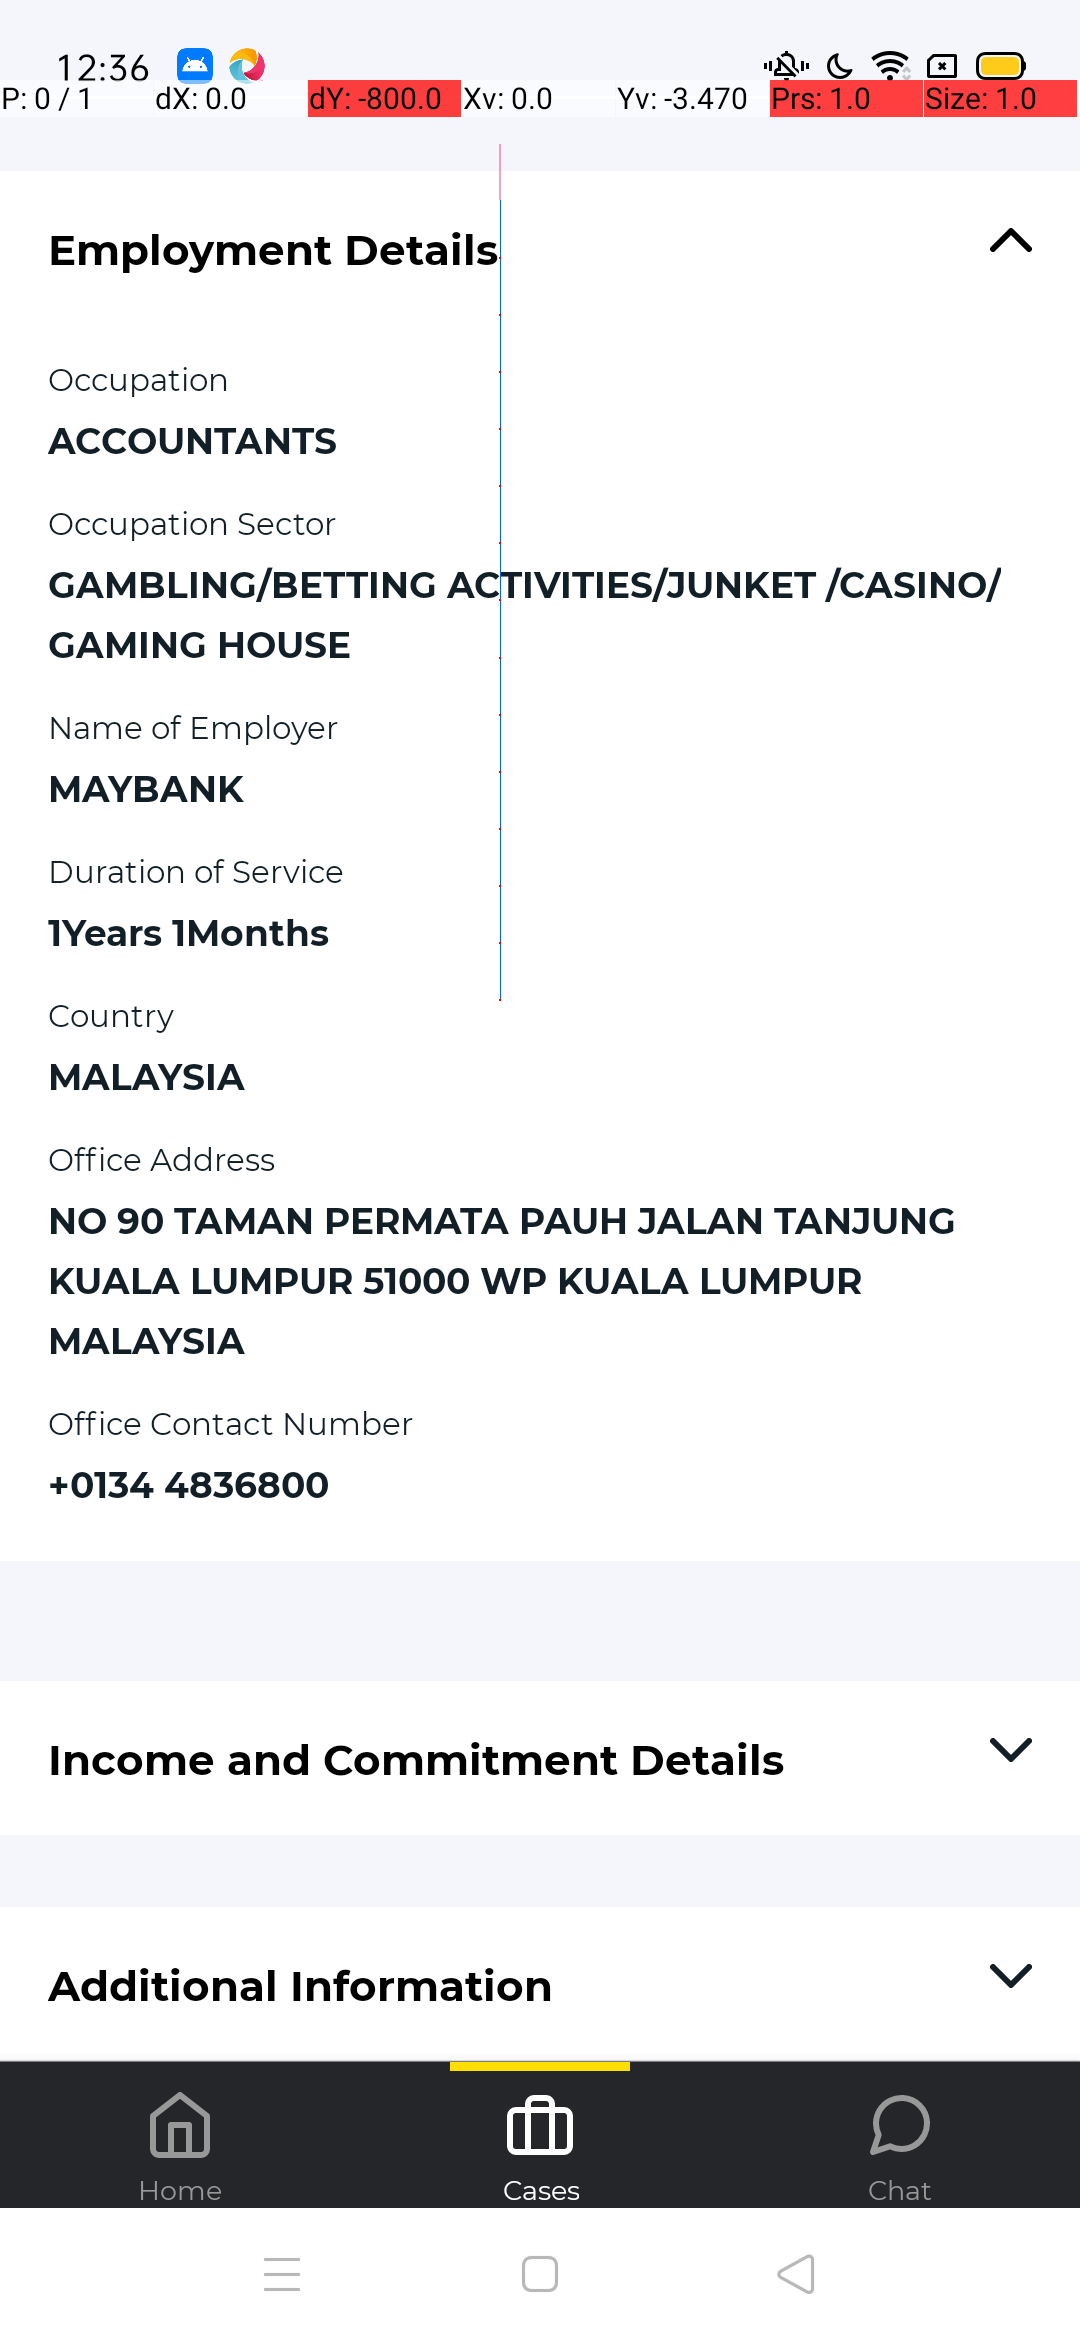 12:36
P: 0 / 1 dX: 0.0 dY: -800.0 Xv: 0.0 Yv: -3.470 Prs: 1.0 Size: 1.0
Employment Details
Occupation
ACCOUNTANTS
Occupation Sector
GAMBLING/BETTING ACTIVITIES/JUNKET /CASINO/
GAMING HOUSE
Name of Employer
MAYBANK
Duration of Service
1Years 1Months
Country
MALAYSIA
Office Address
NO 90 TAMAN PERMATA PAUH JALAN TANJUNG
KUALA LUMPUR 51000 WP KUALA LUMPUR
MALAYSIA
Office Contact Number
+0134 4836800
Income and Commitment Details
Additional Information
Home Cases Chat